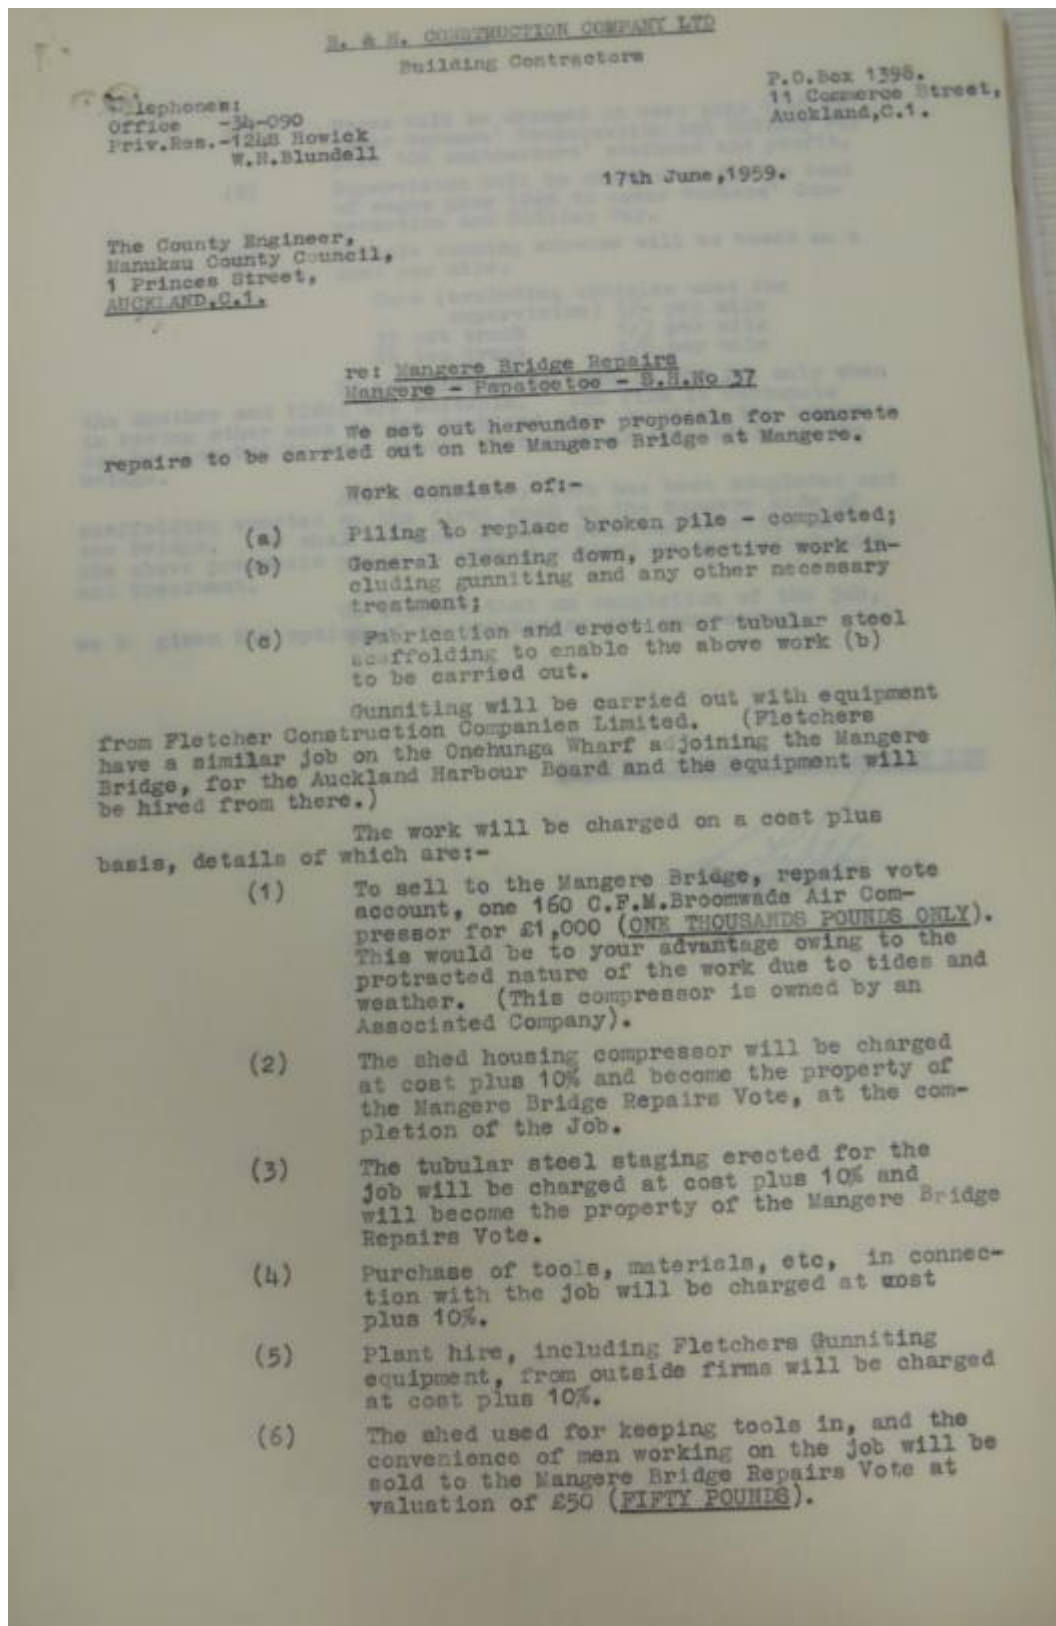 B. & M. CONSTRUCTION COMPANY LTD
Building Contractors
P.O.Box 1398.
11 Commerce Street,
Auckland,C.1.
Telephones:
Office -34-090
Priv.Res.-1248 Howick
W.H.Blundell
17th June,1959.
The County Engineer,
Manukau County Council,
1 Princes Street,
AUCKLAND,C.1.
re: Mangere Bridge Repairs
Mangere - Papatoetoe - S.H.No 37
We set out hereunder proposals for concrete
repairs to be carried out on the Mangere Bridge at Mangere.
Work consists of:-
(a) Piling to replace broken pile - completed;
(b) General cleaning down, protective work in-
cluding gunniting and any other necessary
treatment;
(c) Fabrication and erection of tubular steel
scaffolding to enable the above work (b)
to be carried out.
Gunniting will be carried out with equipment
from Fletcher Construction Companies Limited. (Fletchers
have a similar job on the Onehunga Wharf adjoining the Mangere
Bridge, for the Auckland Harbour Board and the equipment will
be hired from there.)
The work will be charged on a cost plus
basis, details of which are:-
(1) To sell to the Mangere Bridge, repairs vote
account, one 160 C.F.M.Broomwade Air Com-
pressor for £1,000 (ONE THOUSANDS POUNDS ONLY).
This would be to your advantage owing to the
protracted nature of the work due to tides and
weather. (This compressor is owned by an
Associated Company).
(2) The shed housing compressor will be charged
at cost plus 10% and become the property of
the Mangere Bridge Repairs Vote, at the com-
pletion of the Job.
(3) The tubular steel staging erected for the
job will be charged at cost plus 10% and
will become the property of the Mangere Bridge
Repairs Vote.
(4) Purchase of tools, materials, etc, in connec-
tion with the job will be charged at cost
plus 10%.
(5) Plant hire, including Fletchers Gunniting
equipment, from outside firms will be charged
at cost plus 10%.
(6) The shed used for keeping tools in, and the
convenience of men working on the job will be
sold to the Mangere Bridge Repairs Vote at
valuation of £50 (FIFTY POUNDS).